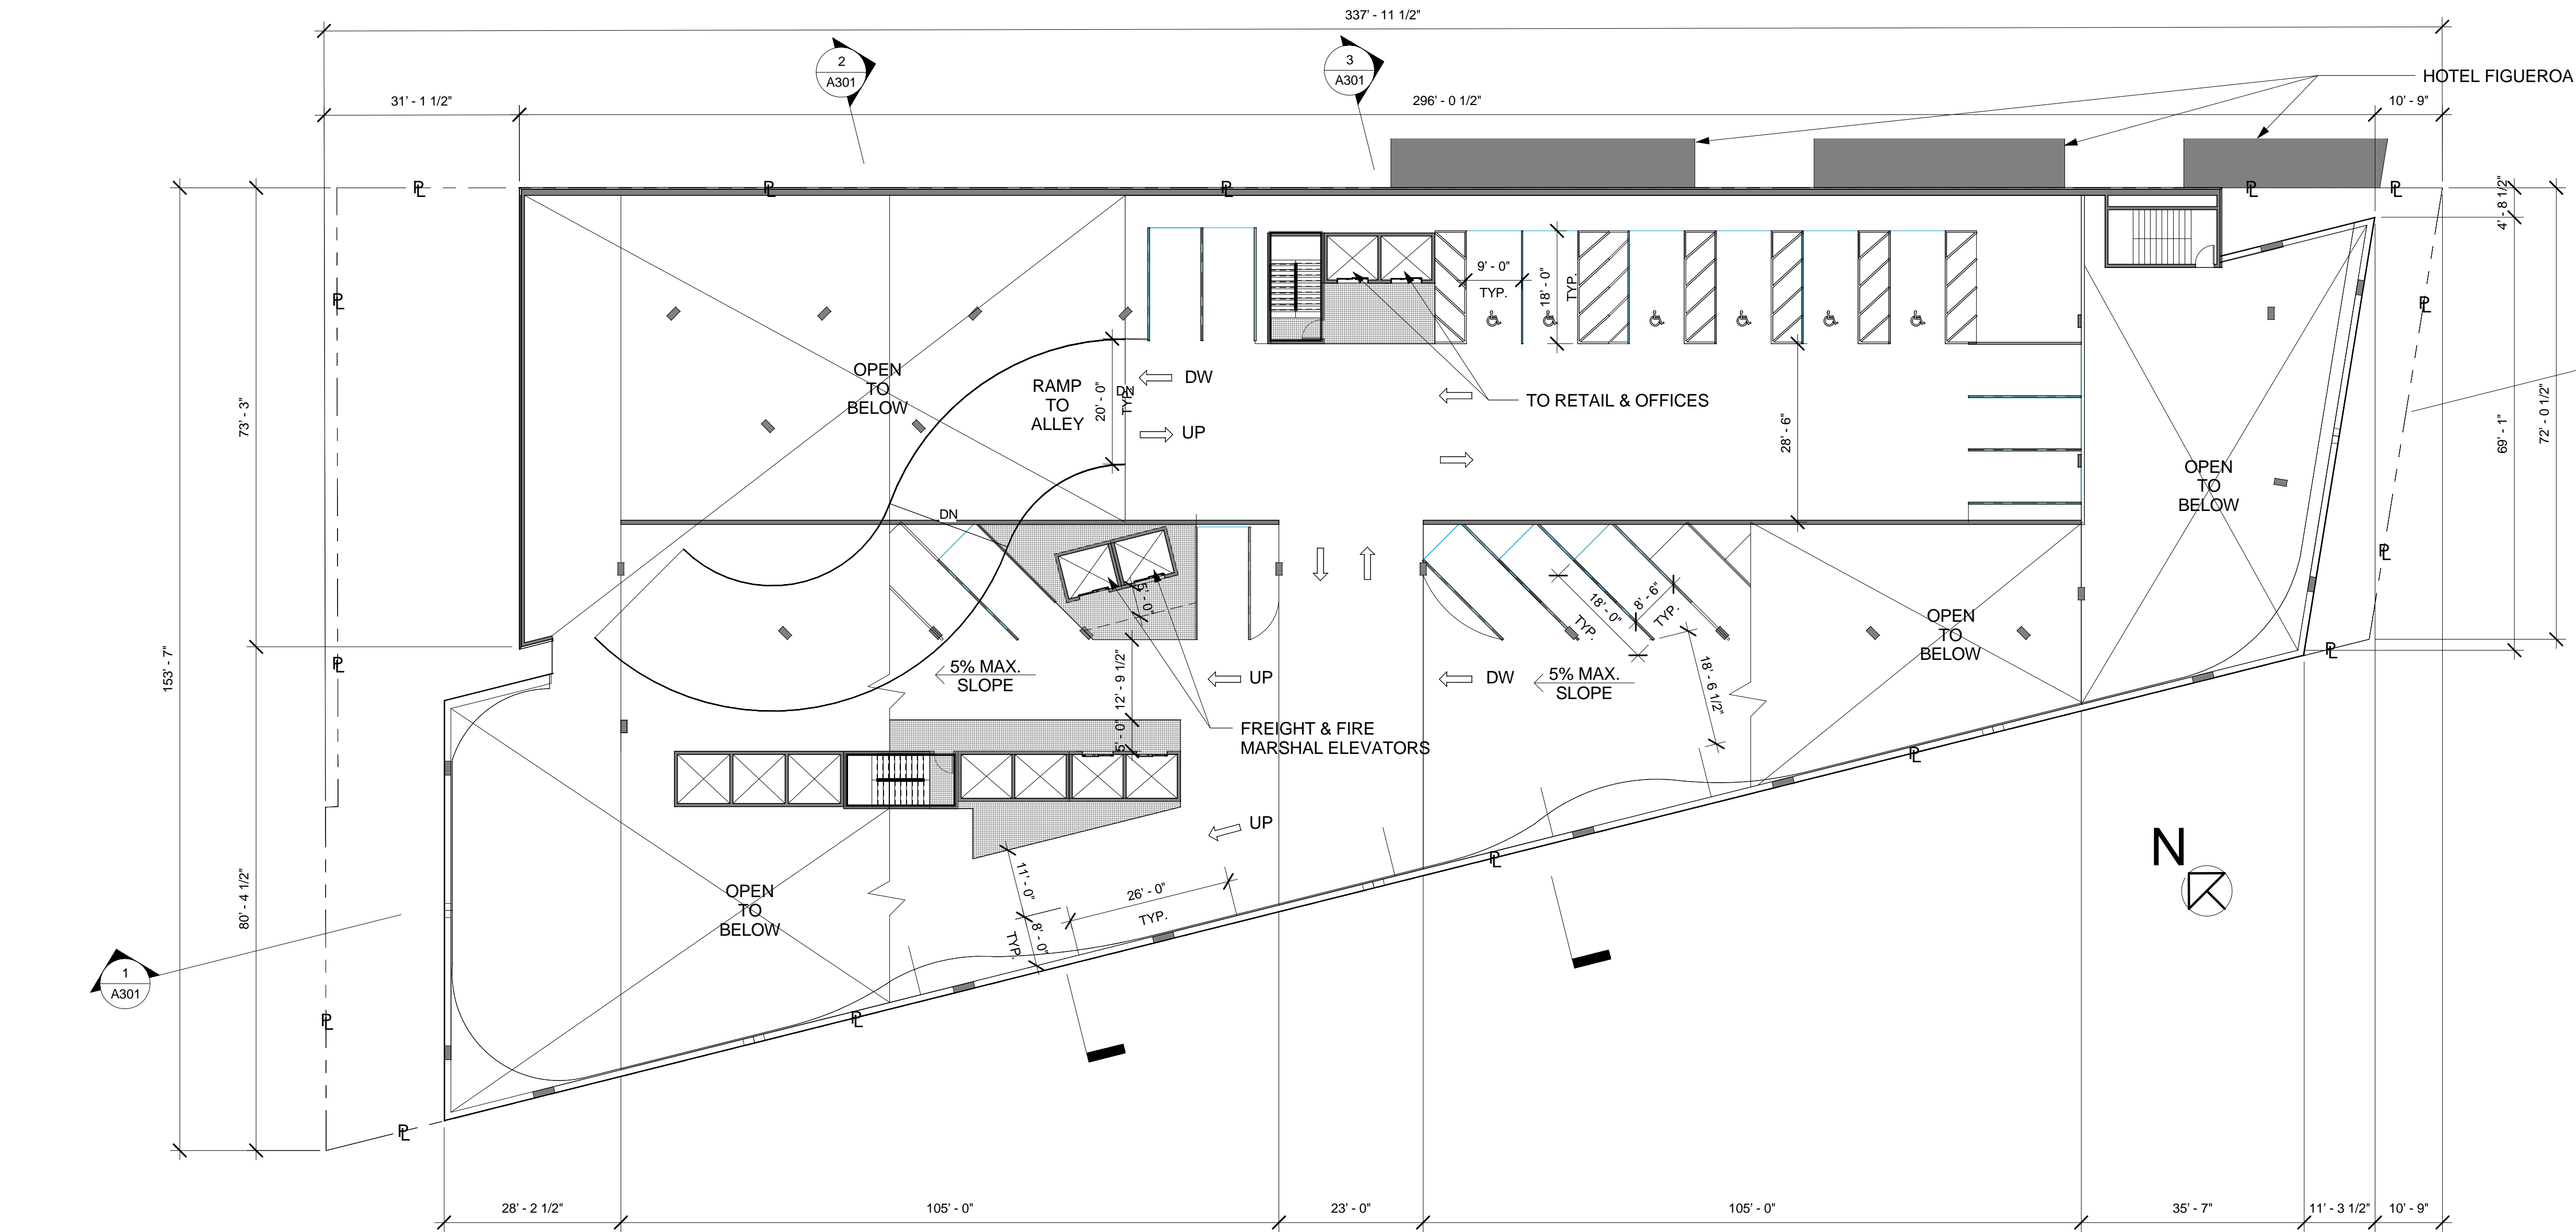 337' - 11 1/2"
2
A301
3
A301
HOTEL FIGUEROA
31' - 1 1/2"
296' - 0 1/2"
10' - 9"
PL
PL
PL
PL
PL
4' - 8 1/2"
9' - 0"
TYP.
18' - 0"
TYP.
PL
PL
OPEN
TO
BELOW
RAMP
TO
ALLEY
20' - 0"
TYP.
DN
DW
UP
TO RETAIL & OFFICES
73' - 3"
28' - 6"
69' - 1"
72' - 0 1/2"
OPEN
TO
BELOW
DN
PL
5' - 0"
18' - 0"
TYP.
8' - 6"
TYP.
OPEN
TO
BELOW
153' - 7"
PL
PL
5% MAX.
SLOPE
12' - 9 1/2"
UP
DW
5% MAX.
SLOPE
18' - 6 1/2"
5' - 0"
FREIGHT & FIRE
MARSHAL ELEVATORS
PL
UP
PL
N
80' - 4 1/2"
OPEN
TO
BELOW
11' - 0"
8' - 0"
TYP.
26' - 0"
TYP.
1
A301
PL
PL
PL
28' - 2 1/2"
105' - 0"
23' - 0"
105' - 0"
35' - 7"
11' - 3 1/2"
10' - 9"